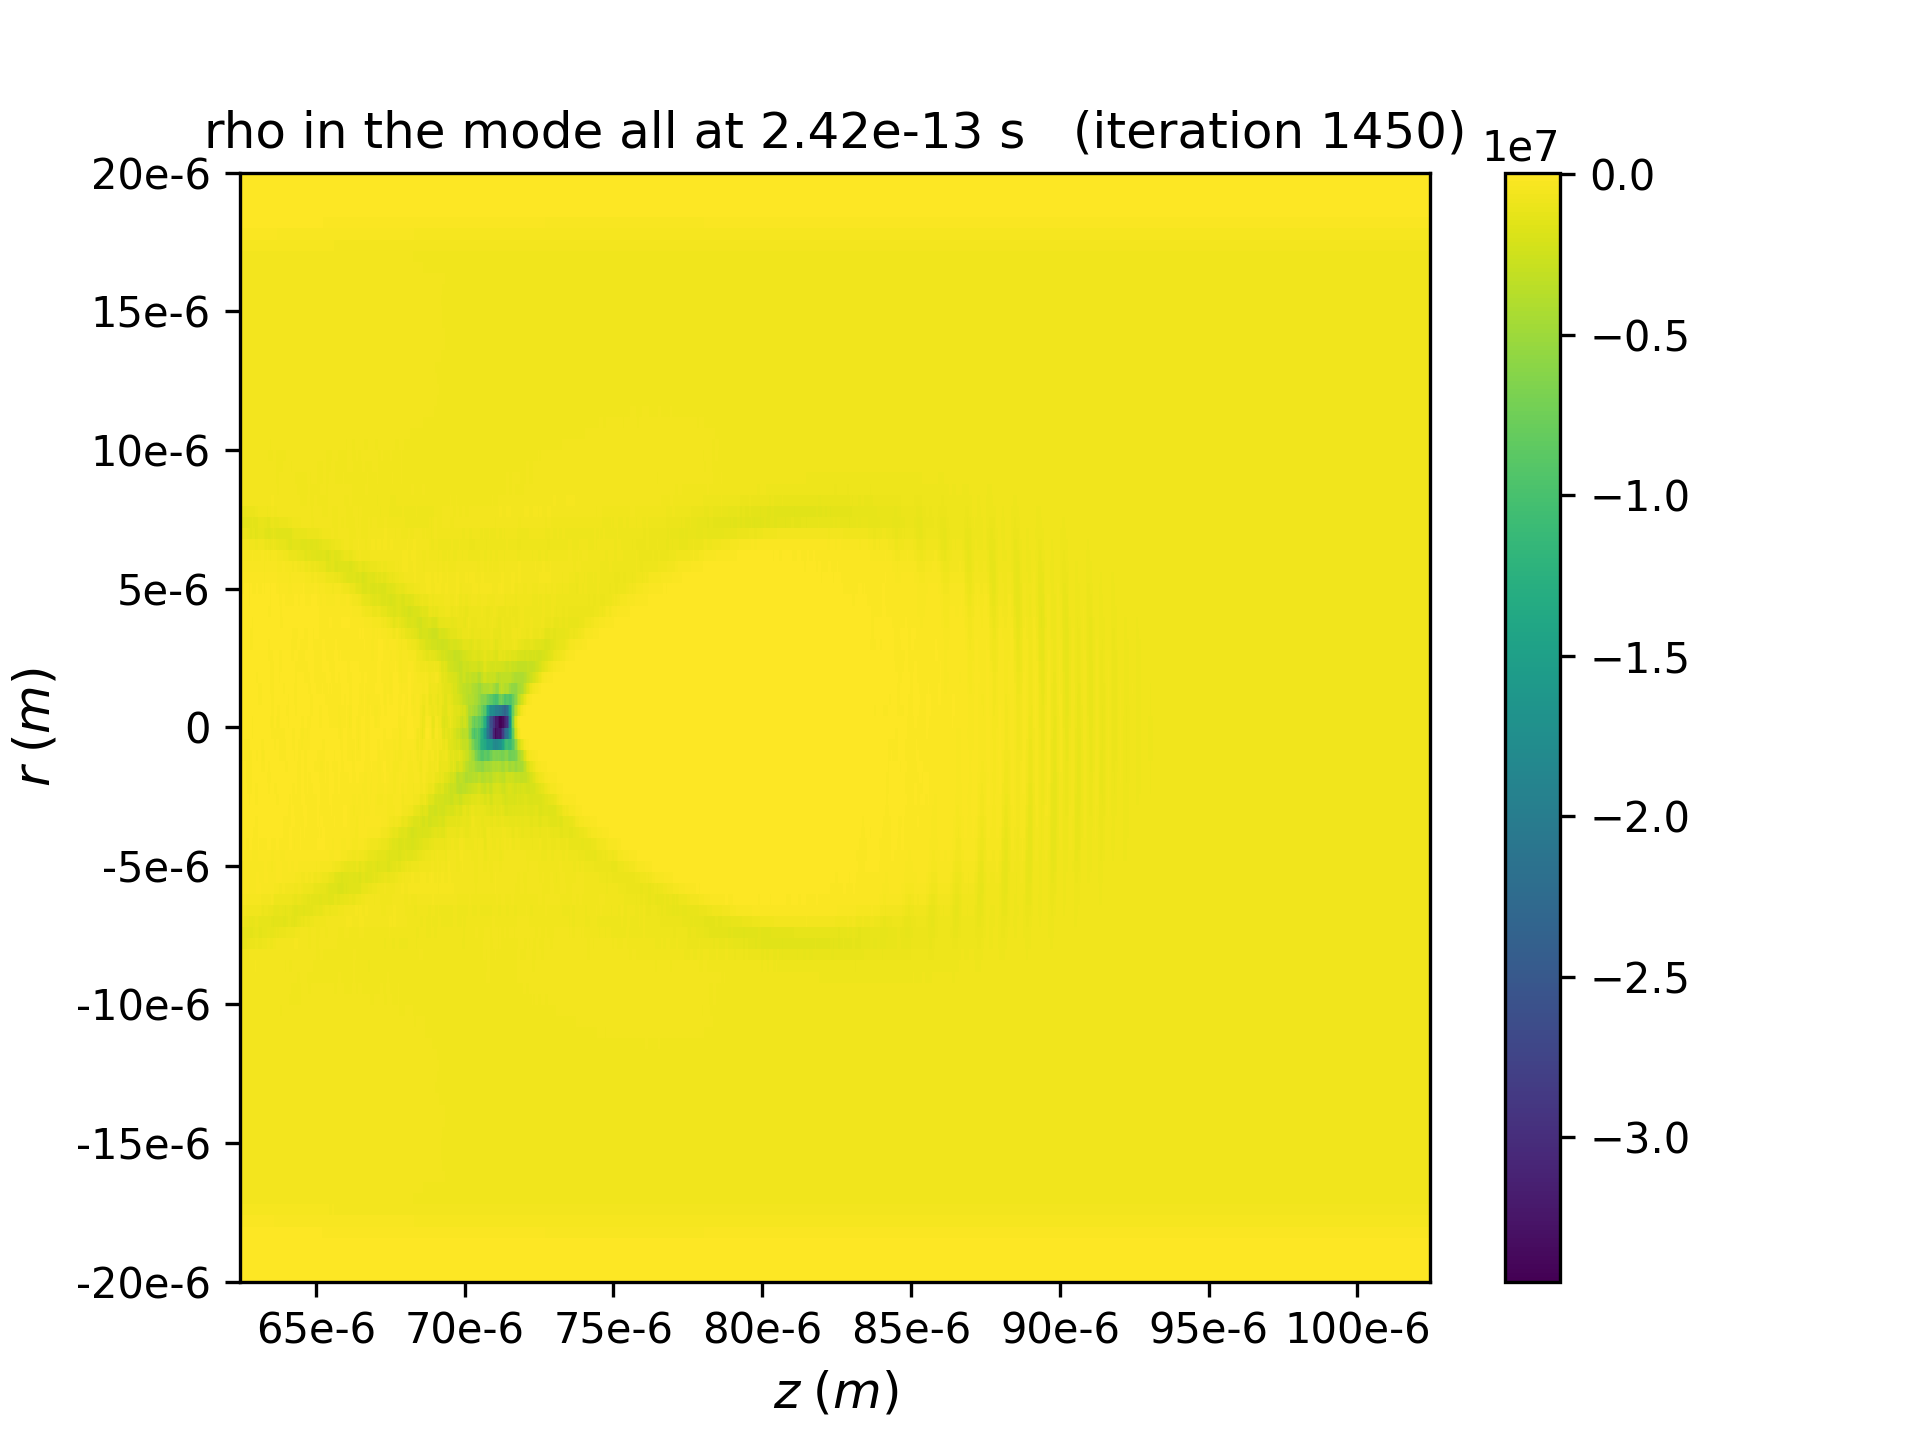 rho in the mode all at 2.42e-13 s   (iteration 1450)
1e7
20e-6
15e-6
10e-6
5e-6
0
-5e-6
-10e-6
-15e-6
-20e-6
r (m)
65e-6 70e-6 75e-6 80e-6 85e-6 90e-6 95e-6 100e-6
z (m)
0.0
−0.5
−1.0
−1.5
−2.0
−2.5
−3.0